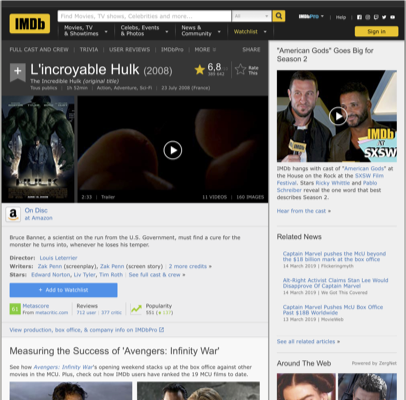 IMDb
Find Movies, TV shows, Celebrities and more...
All
IMDbPro
Help
Movies, TV
& Showtimes
Celebs, Events
& Photos
News &
Community
Watchlist
Sign in
FULL CAST AND CREW | TRIVIA | USER REVIEWS | IMDbPro | MORE
SHARE
L'incroyable Hulk (2008)
The Incredible Hulk (original title)
Tous publics | 1h 52min | Action, Adventure, Sci-Fi | 23 July 2008 (France)
6,8
Rate
This
HULK
2:33 | Trailer
11 VIDEOS | 160 IMAGES
On Disc
at Amazon
Bruce Banner, a scientist on the run from the U.S. Government, must find a cure for the
monster he turns into, whenever he loses his temper.
Director: Louis Leterrier
Writers: Zak Penn (screenplay), Zak Penn (screen story) | 2 more credits »
Stars: Edward Norton, Liv Tyler, Tim Roth | See full cast & crew »
+ Add to Watchlist
61
Metascore
From metacritic.com
Reviews
712 user | 377 critic
Popularity
View production, box office, & company info on IMDbPro
Measuring the Success of 'Avengers: Infinity War'
See how Avengers: Infinity War's opening weekend stacks up at the box office against other
movies in the MCU. Plus, check out how IMDb users have ranked the 19 MCU films to date.
"American Gods" Goes Big for
Season 2
IMDb
SXSW
IMDb hangs with cast of "American Gods" at
the House on the Rock at the SXSW Film
Festival. Stars Ricky Whittle and Pablo
Schreiber reveal the one word that best
describes Season 2.
Hear from the cast »
Related News
Captain Marvel pushes the MCU beyond
the $18 billion mark at the box office
14 March 2019 | Flickeringmyth
Alt-Right Activist Claims Stan Lee Would
Disapprove Of Captain Marvel
14 March 2019 | We Got This Covered
Captain Marvel Pushes MCU Box Office
Past $18B Worldwide
13 March 2019 | MovieWeb
See all related articles »
Around The Web
Powered by ZergNet